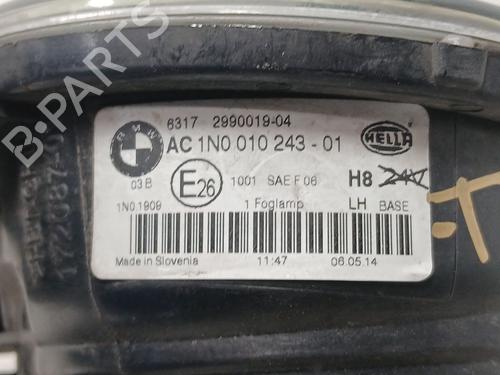 B-PARTS
6317 2990019-04
BMW
AC 1N0 010 243 - 01
HELLA
03 B
E26
1001 SAE F 06
H8
1N0.1909
1 Foglamp
LH BASE
Made in Slovenia
11:47
06.05.14